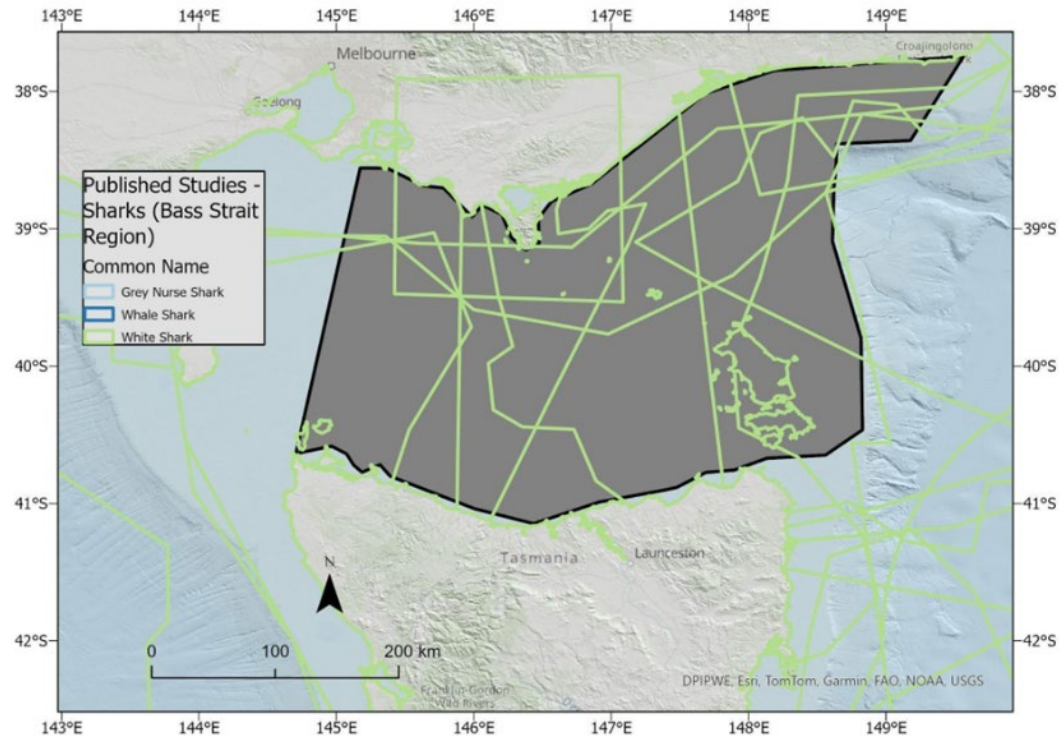 143°E 144°E 145°E 146°E 147°E 148°E 149°E
Melbourne
Croajingolong
38°S 38°S
Geelong
Published Studies -
Sharks (Bass Strait
Region)
Common Name
Grey Nurse Shark
Whale Shark
White Shark
39°S 39°S
40°S 40°S
41°S 41°S
Tasmania
Launceston
N
42°S 42°S
0 100 200 km
Franklin-Gordon
Wild Rivers
DPIPWE, Esri, TomTom, Garmin, FAO, NOAA, USGS
143°E 144°E 145°E 146°E 147°E 148°E 149°E